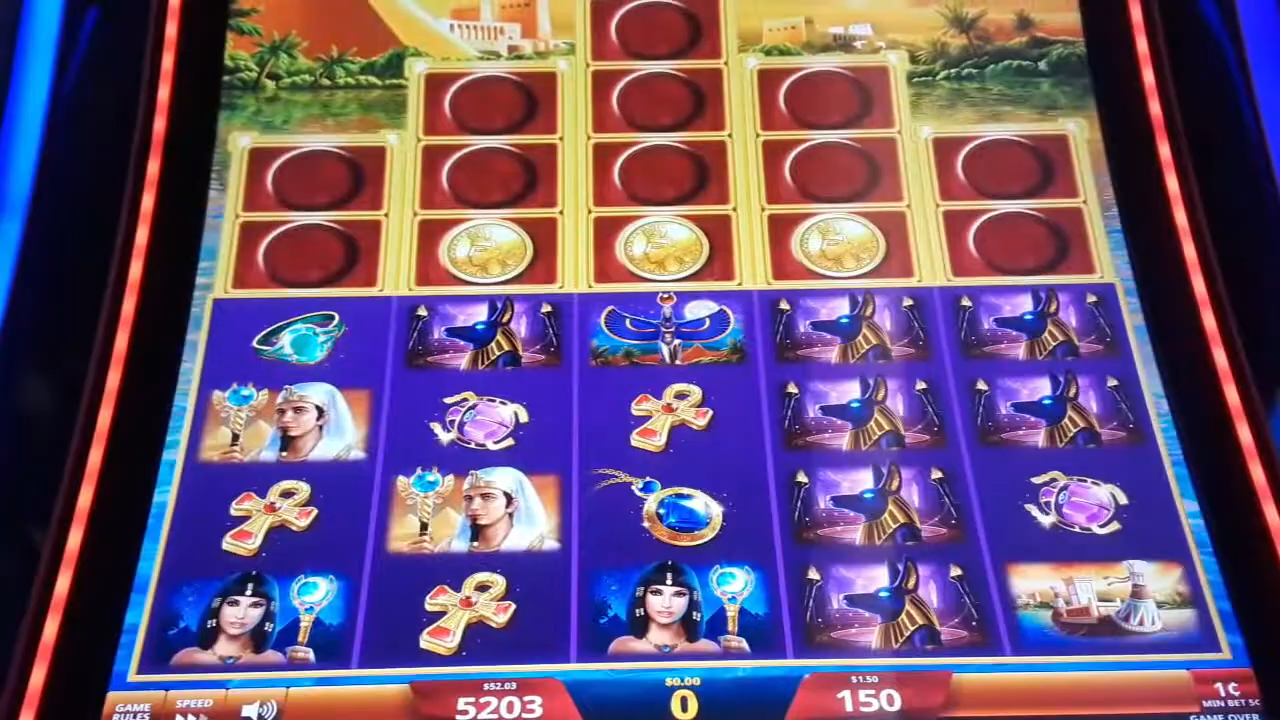 $52.03
5203
$0.00
0
$1.50
150
GAME
RULES
SPEED
1¢
MIN BET 5¢
GAME OVER